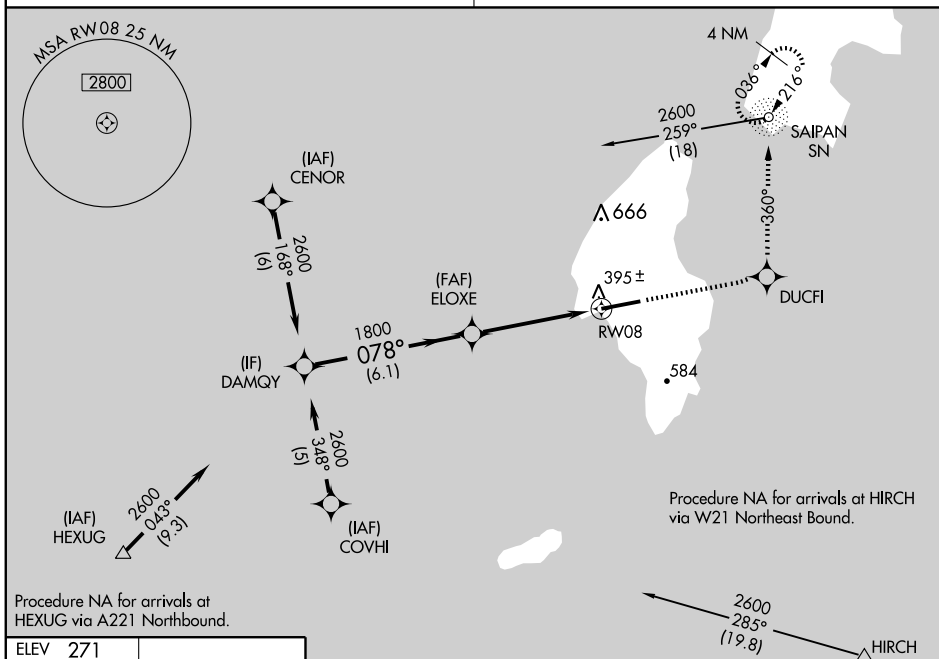 MSA RW08 25 NM
2800
4 NM
036°
216°
2600
259°
(18)
SAIPAN
SN
(IAF)
CENOR
2600
168°
(6)
666
360°
(FAF)
ELOXE
395 ±
DUCFI
RW08
1800
078°
(6.1)
(IF)
DAMQY
584
2600
348°
(5)
2600
043°
(9.3)
(IAF)
HEXUG
(IAF)
COVHI
Procedure NA for arrivals at HIRCH
via W21 Northeast Bound.
Procedure NA for arrivals at
HEXUG via A221 Northbound.
2600
285°
(19.8)
HIRCH
ELEV 271